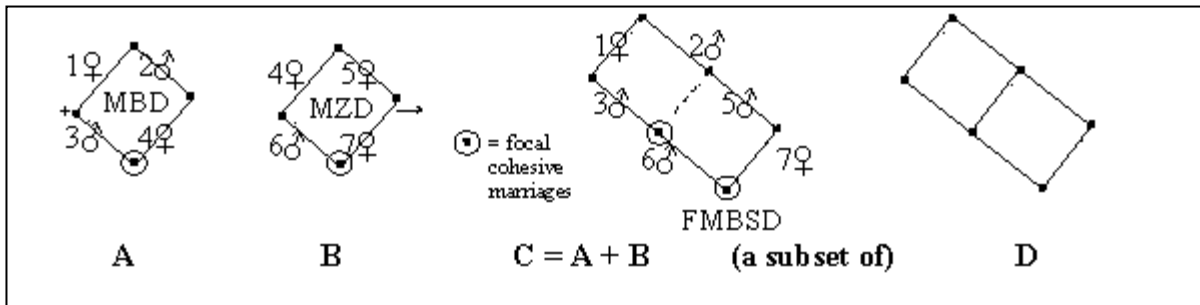 1♀ 2♂ 4♀ 5♀ 1♀ 2♂
+ MBD MZD → 3♂ 5♂
3♂ 4♀ 6♂ 7♀ = focal cohesive marriages 6♂ 7♀
FMBSD
A B C = A + B (a subset of) D